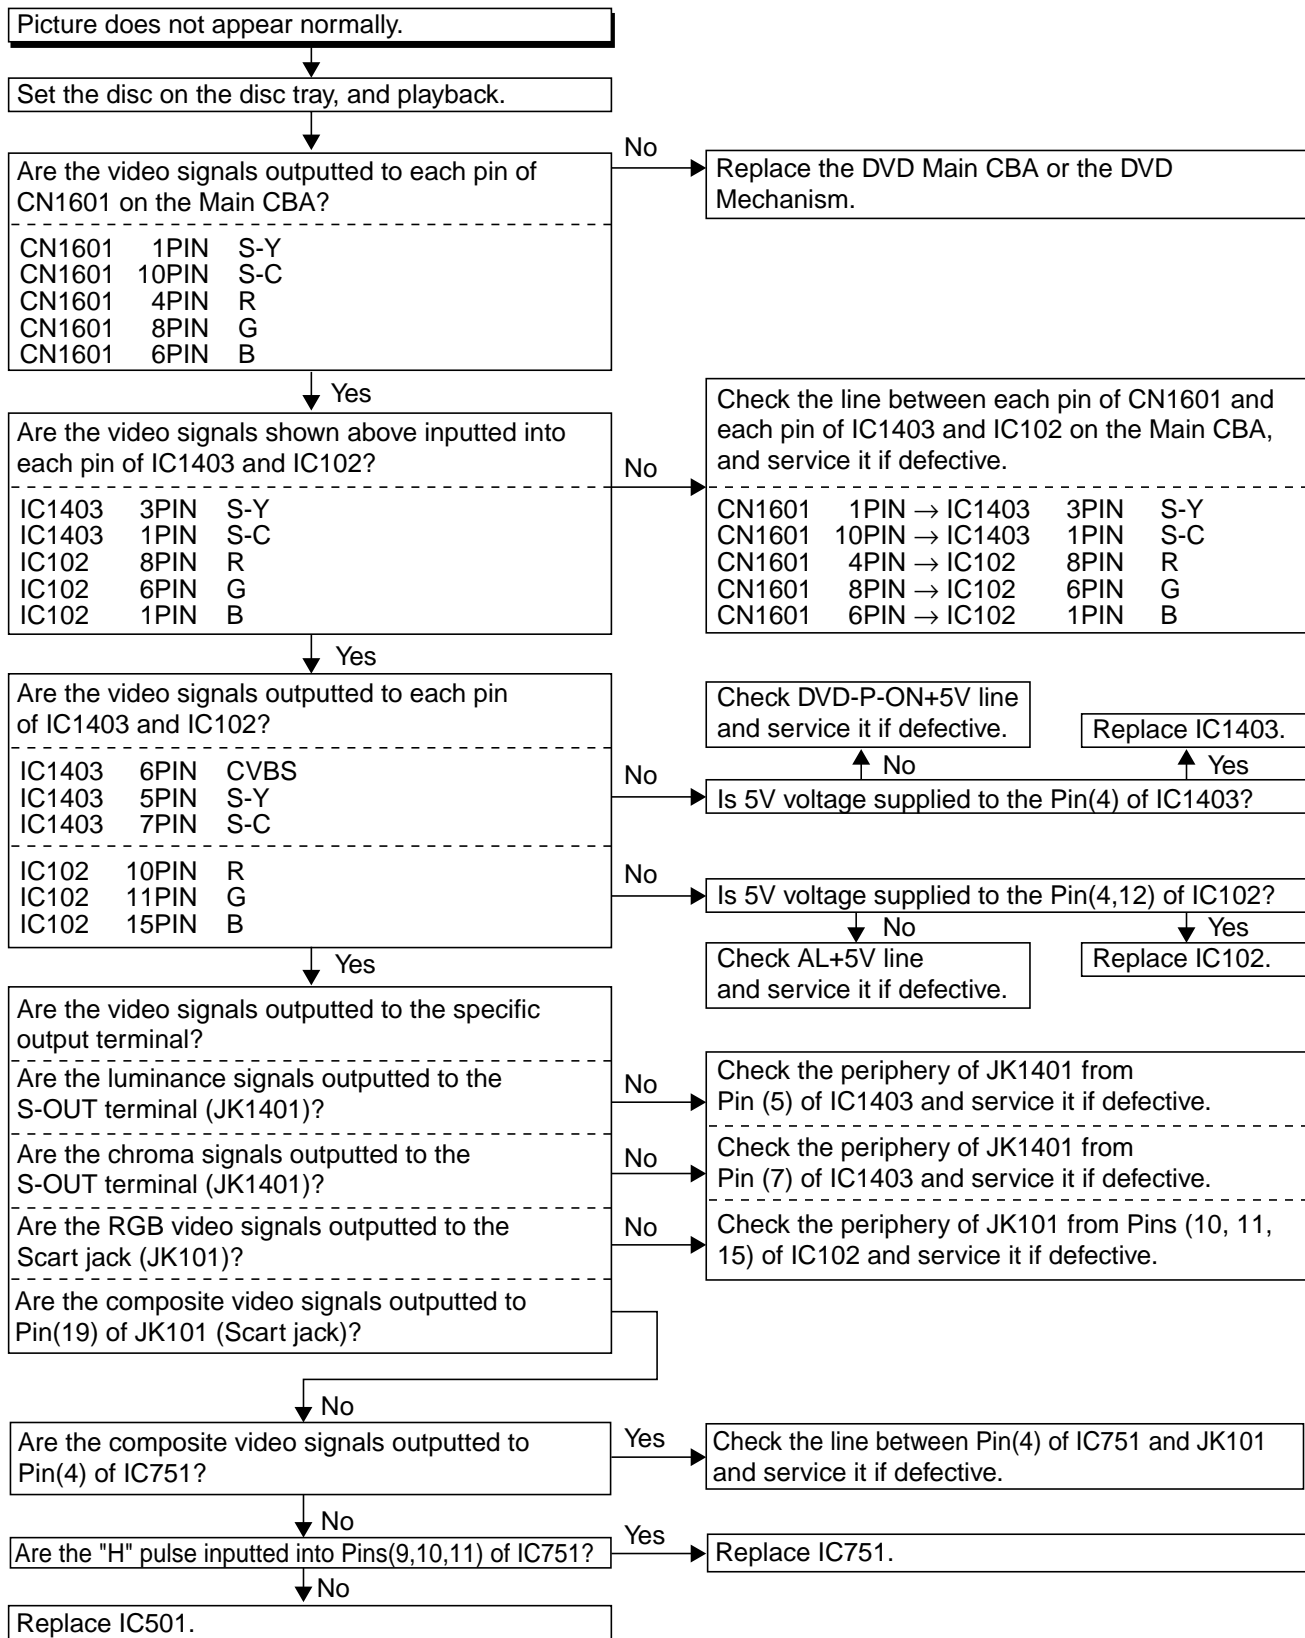 Picture does not appear normally.
Set the disc on the disc tray, and playback.
Are the video signals outputted to each pin of
CN1601 on the Main CBA?
CN1601 1PIN S-Y
CN1601 10PIN S-C
CN1601 4PIN R
CN1601 8PIN G
CN1601 6PIN B
No
Replace the DVD Main CBA or the DVD
Mechanism.
Yes
Are the video signals shown above inputted into
each pin of IC1403 and IC102?
IC1403 3PIN S-Y
IC1403 1PIN S-C
IC102 8PIN R
IC102 6PIN G
IC102 1PIN B
No
Check the line between each pin of CN1601 and
each pin of IC1403 and IC102 on the Main CBA,
and service it if defective.
CN1601 1PIN → IC1403 3PIN S-Y
CN1601 10PIN → IC1403 1PIN S-C
CN1601 4PIN → IC102 8PIN R
CN1601 8PIN → IC102 6PIN G
CN1601 6PIN → IC102 1PIN B
Yes
Are the video signals outputted to each pin
of IC1403 and IC102?
IC1403 6PIN CVBS
IC1403 5PIN S-Y
IC1403 7PIN S-C
IC102 10PIN R
IC102 11PIN G
IC102 15PIN B
No
Check DVD-P-ON+5V line
and service it if defective.
Replace IC1403.
No
Yes
Is 5V voltage supplied to the Pin(4) of IC1403?
No
Is 5V voltage supplied to the Pin(4,12) of IC102?
No
Yes
Check AL+5V line
and service it if defective.
Replace IC102.
Yes
Are the video signals outputted to the specific
output terminal?
Are the luminance signals outputted to the
S-OUT terminal (JK1401)?
No
Check the periphery of JK1401 from
Pin (5) of IC1403 and service it if defective.
Are the chroma signals outputted to the
S-OUT terminal (JK1401)?
No
Check the periphery of JK1401 from
Pin (7) of IC1403 and service it if defective.
Are the RGB video signals outputted to the
Scart jack (JK101)?
No
Check the periphery of JK101 from Pins (10, 11,
15) of IC102 and service it if defective.
Are the composite video signals outputted to
Pin(19) of JK101 (Scart jack)?
No
Are the composite video signals outputted to
Pin(4) of IC751?
Yes
Check the line between Pin(4) of IC751 and JK101
and service it if defective.
No
Are the "H" pulse inputted into Pins(9,10,11) of IC751?
Yes
Replace IC751.
No
Replace IC501.